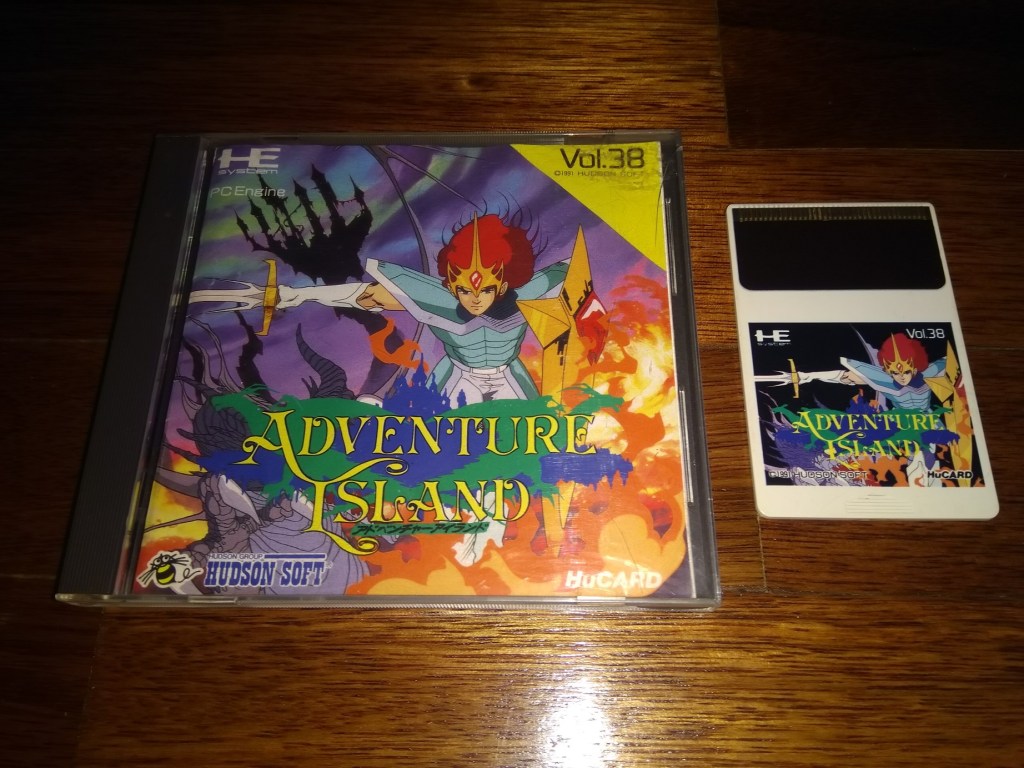 HE
system
PC Engine
Vol.38
©1991 HUDSON SOFT
ADVENTURE
ISLAND
アドベンチャーアイランド
HUDSON GROUP
HUDSON SOFT
HuCARD
HE
system
Vol.38
ADVENTURE
ISLAND
©1991 HUDSON SOFT
HuCARD